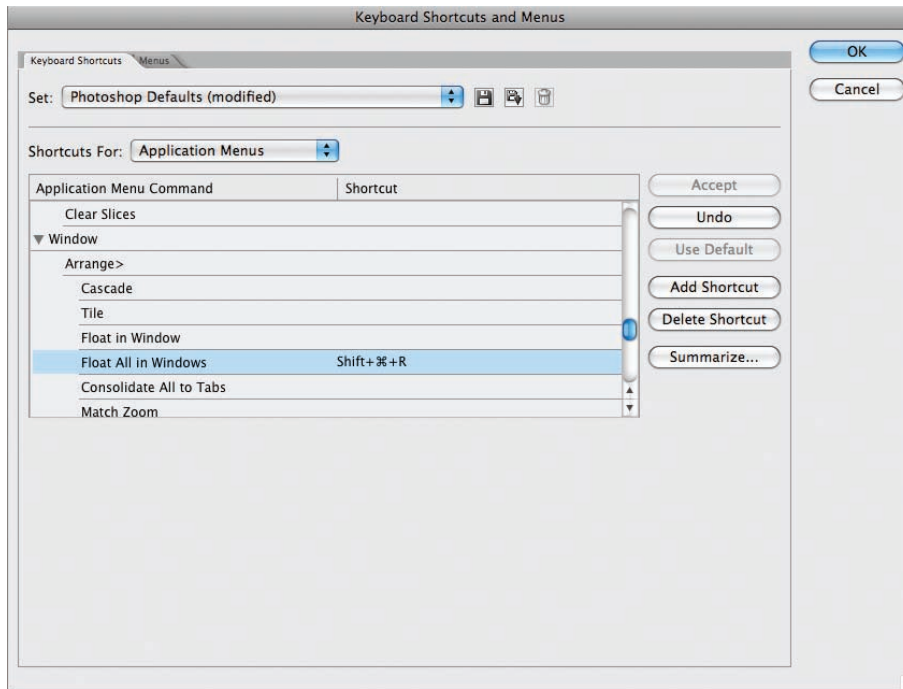 Keyboard Shortcuts and Menus
Keyboard Shortcuts Menus
OK
Cancel
Set: Photoshop Defaults (modified)
Shortcuts For: Application Menus
Application Menu Command Shortcut
Accept
Clear Slices
Undo
Window
Use Default
Arrange>
Cascade
Add Shortcut
Tile
Delete Shortcut
Float in Window
Float All in Windows Shift+⌘+R
Summarize...
Consolidate All to Tabs
Match Zoom